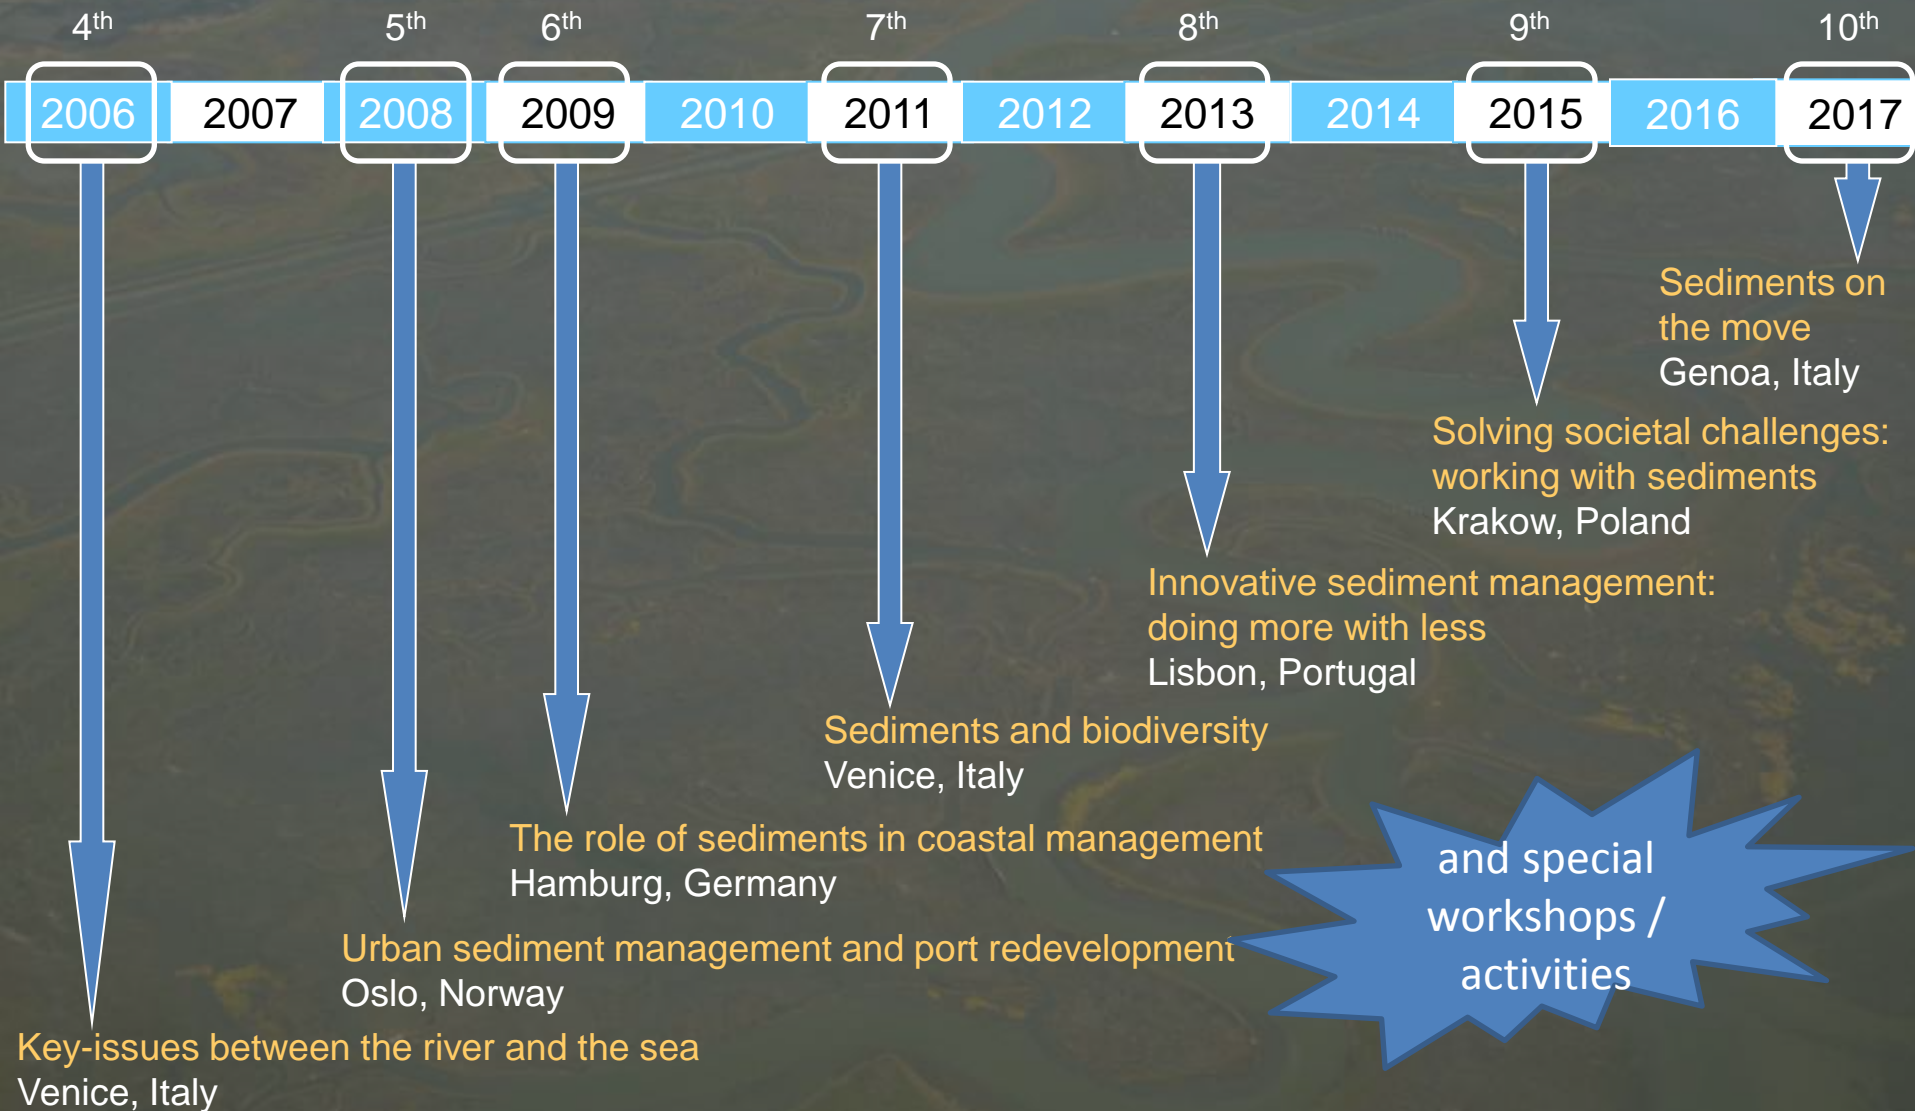 4th 5th 6th 7th 8th 9th 10th
2006 2007 2008 2009 2010 2011 2012 2013 2014 2015 2016 2017
Sediments on
the move
Genoa, Italy
Solving societal challenges:
working with sediments
Krakow, Poland
Innovative sediment management:
doing more with less
Lisbon, Portugal
Sediments and biodiversity
Venice, Italy
The role of sediments in coastal management
Hamburg, Germany
Urban sediment management and port redevelopment
Oslo, Norway
Key-issues between the river and the sea
Venice, Italy
and special
workshops /
activities